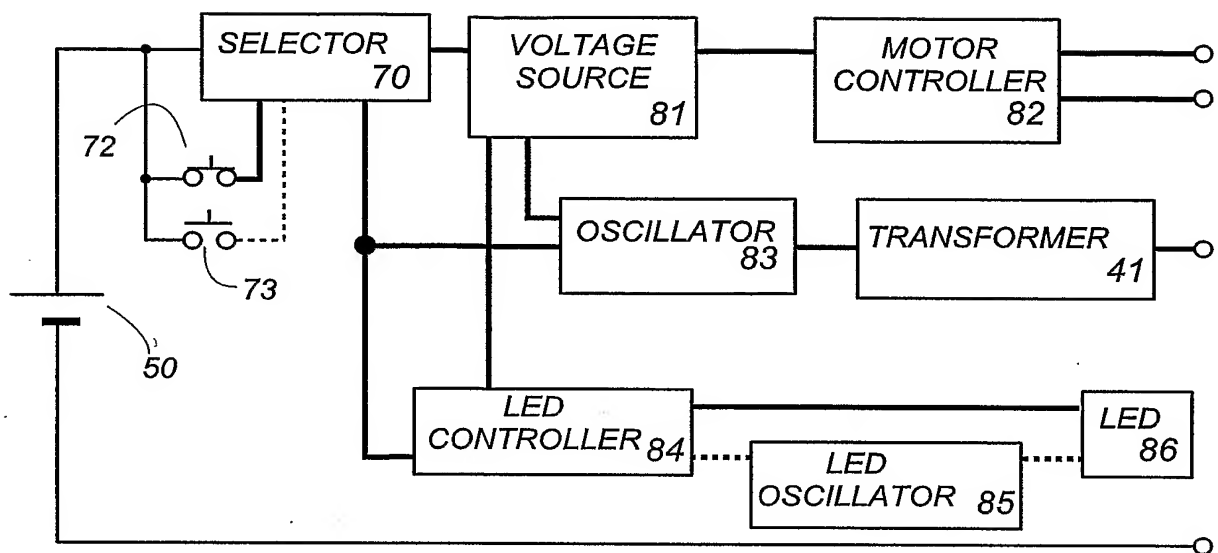 SELECTOR
70
VOLTAGE
SOURCE
81
MOTOR
CONTROLLER
82
72
73
50
OSCILLATOR
83
TRANSFORMER
41
LED
CONTROLLER 84
LED
OSCILLATOR 85
LED
86